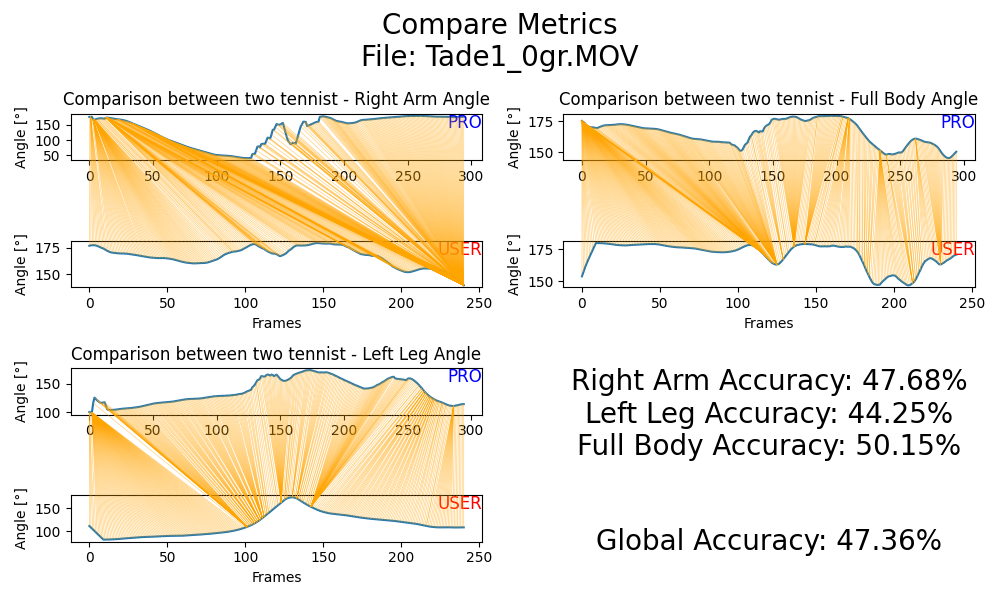 Compare Metrics
File: Tade1_0gr.MOV
Comparison between two tennist - Right Arm Angle
Angle [°]
150
100
50
PRO
0 50 100 150 200 250 300
Angle [°]
175
150
USER
0 50 100 150 200 250
Frames
Comparison between two tennist - Full Body Angle
Angle [°]
175
150
PRO
0 50 100 150 200 250 300
Angle [°]
175
150
USER
0 50 100 150 200 250
Frames
Comparison between two tennist - Left Leg Angle
Angle [°]
150
100
PRO
0 50 100 150 200 250 300
Angle [°]
150
100
USER
0 50 100 150 200 250
Frames
Right Arm Accuracy: 47.68%
Left Leg Accuracy: 44.25%
Full Body Accuracy: 50.15%
Global Accuracy: 47.36%